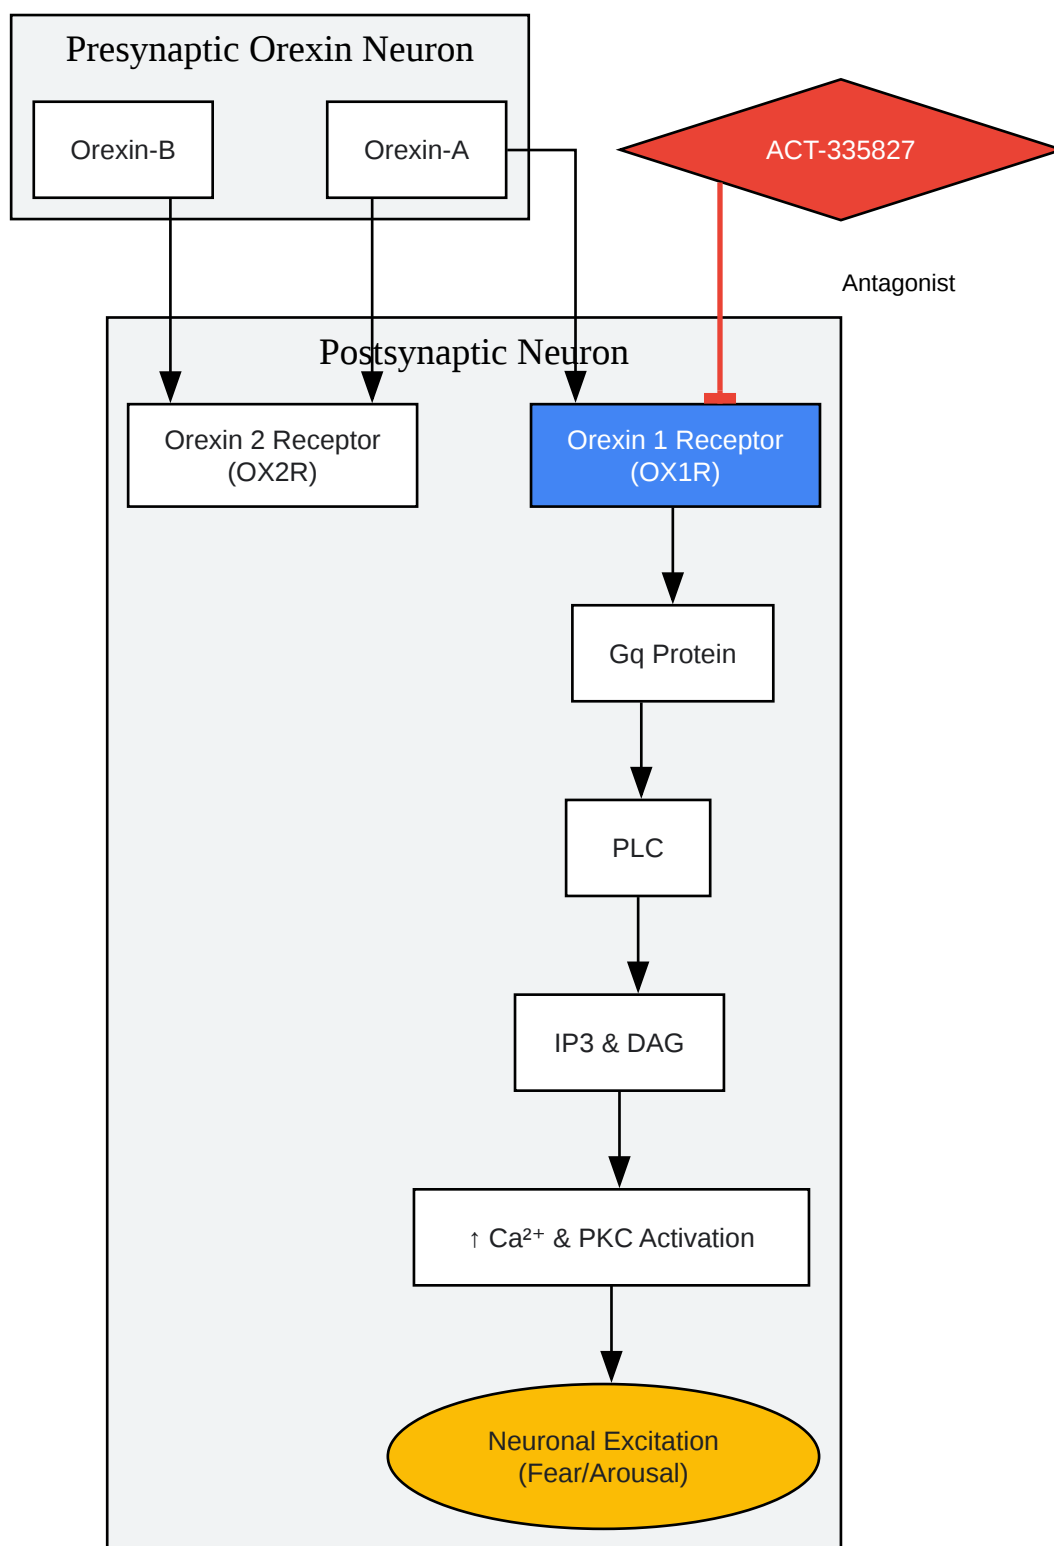 Presynaptic Orexin Neuron
Orexin-B
Orexin-A
ACT-335827
Antagonist
Postsynaptic Neuron
Orexin 2 Receptor
(OX2R)
Orexin 1 Receptor
(OX1R)
Gq Protein
PLC
IP3 & DAG
↑ Ca²⁺ & PKC Activation
Neuronal Excitation
(Fear/Arousal)